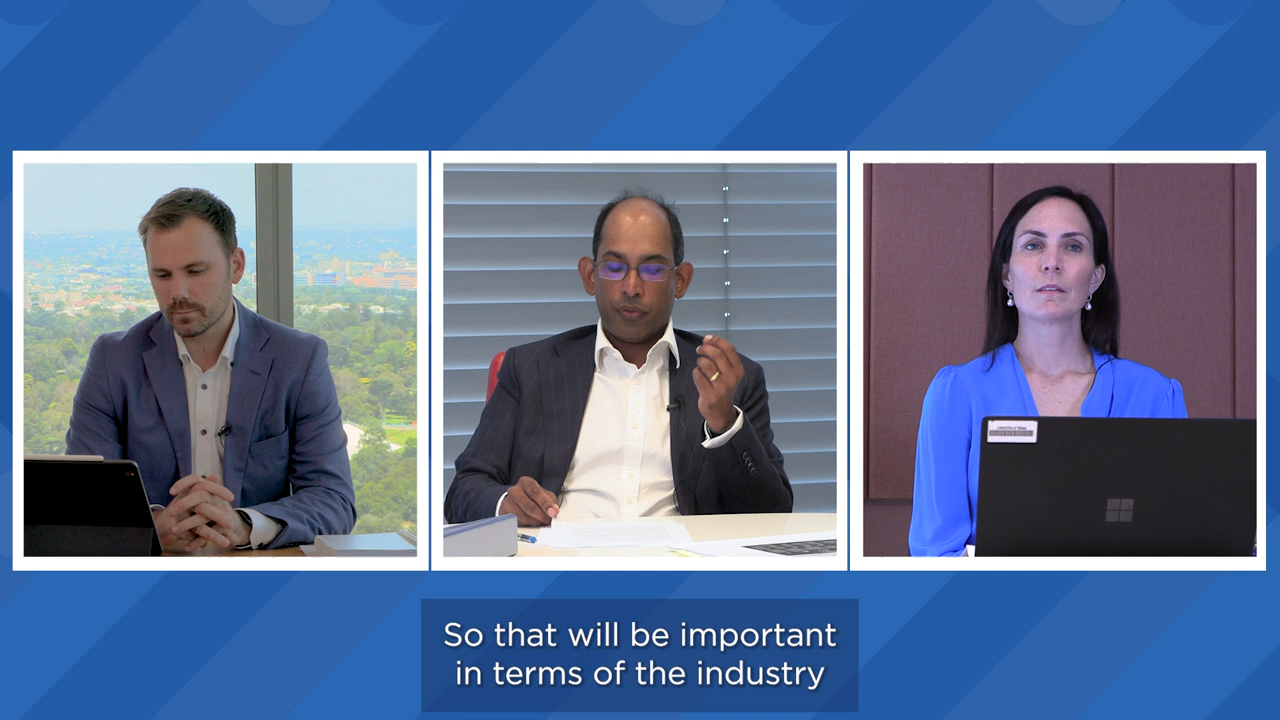 So that will be important
in terms of the industry